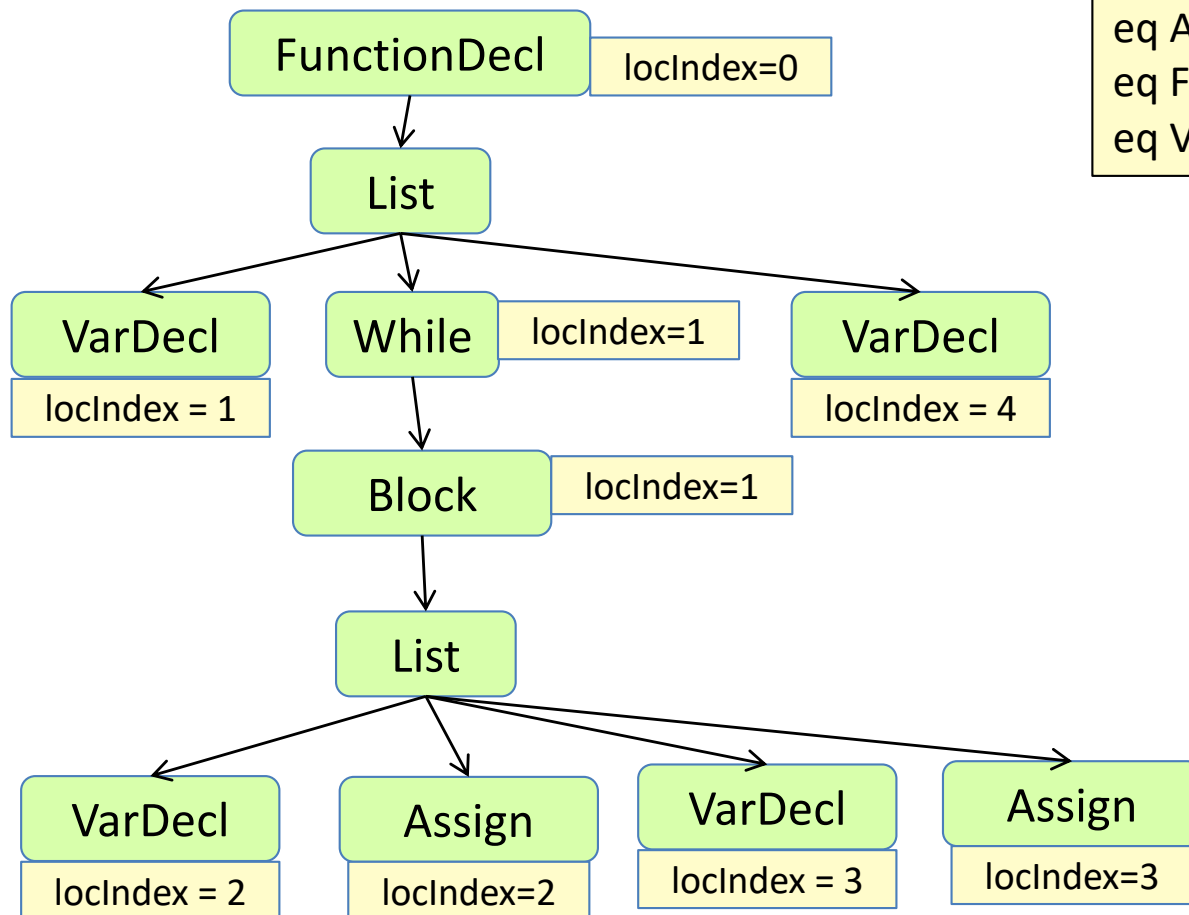 FunctionDecl
locIndex=0
eq A
eq F
eq V
List
VarDecl
While
locIndex=1
VarDecl
locIndex = 1
locIndex = 4
Block
locIndex=1
List
VarDecl
Assign
VarDecl
Assign
locIndex = 2
locIndex=2
locIndex = 3
locIndex=3